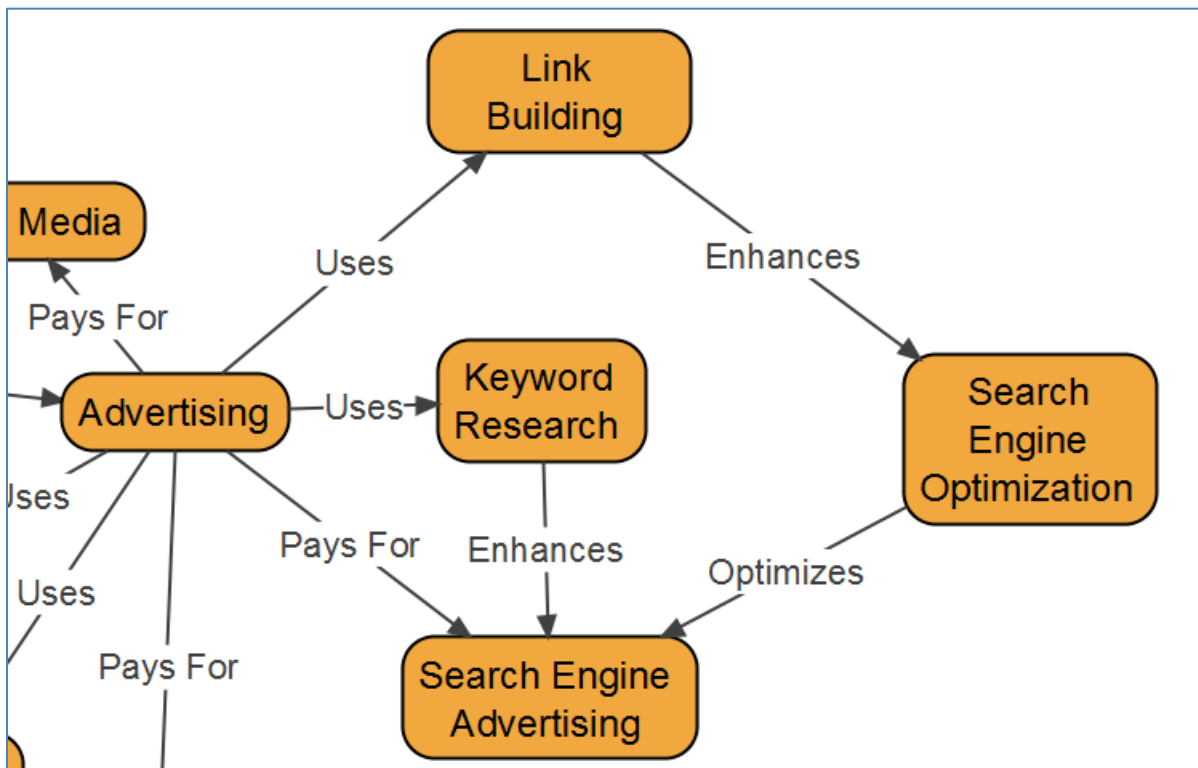 Link
Building
Media
Uses
Enhances
Pays For
Keyword
Research
Search
Engine
Optimization
Advertising
Uses
Uses
Pays For
Enhances
Optimizes
Uses
Pays For
Search Engine
Advertising